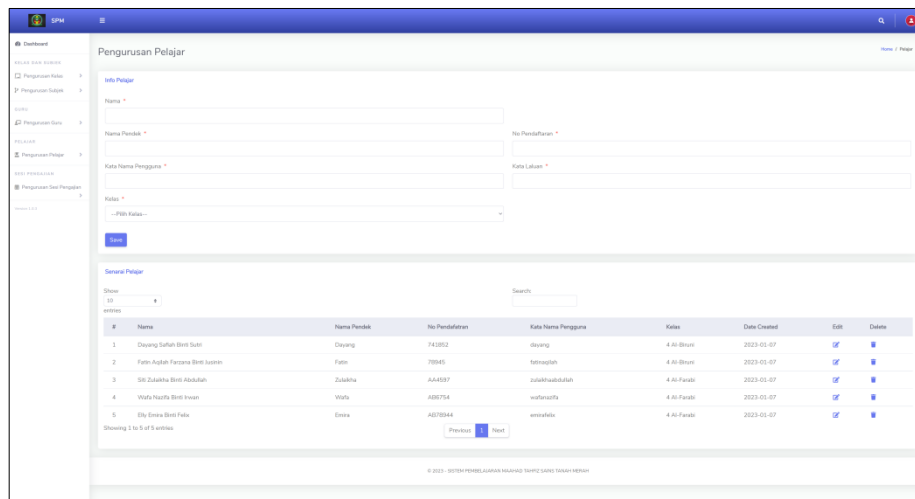 SPM
Dashboard
Pengurusan Pelajar
Home / Pelajar
KELAS DAN SUBJEK
Pengurusan Kelas
Pengurusan Subjek
GURU
Pengurusan Guru
PELAJAR
Pengurusan Pelajar
SESI PENGAJIAN
Pengurusan Sesi Pengajian
Info Pelajar
Nama *
Nama Pendek *
No Pendaftaran *
Kata Nama Pengguna *
Kata Laluan *
Kelas *
--Pilih Kelas--
Save
Senarai Pelajar
Show
10
entries
Search:
# Nama Nama Pendek No Pendafatran Kata Nama Pengguna Kelas Date Created Edit Delete
1 Dayang Safiah Binti Sutri Dayang 741852 dayang 4 Al-Biruni 2023-01-07
2 Fatin Aqilah Farzana Binti Jusinin Fatin 78945 fatinaqilah 4 Al-Biruni 2023-01-07
3 Siti Zulaikha Binti Abdullah Zulaikha AA4597 zulaikhaabdullah 4 Al-Farabi 2023-01-07
4 Wafa Nazifa Binti Irwan Wafa AB6754 wafanazifa 4 Al-Farabi 2023-01-07
5 Elly Emira Binti Felix Emira AB78944 emirafelix 4 Al-Farabi 2023-01-07
Showing 1 to 5 of 5 entries
Previous 1 Next
© 2023 - SISTEM PEMBELAJARAN MAAHAD TAHFIZ SAINS TANAH MERAH